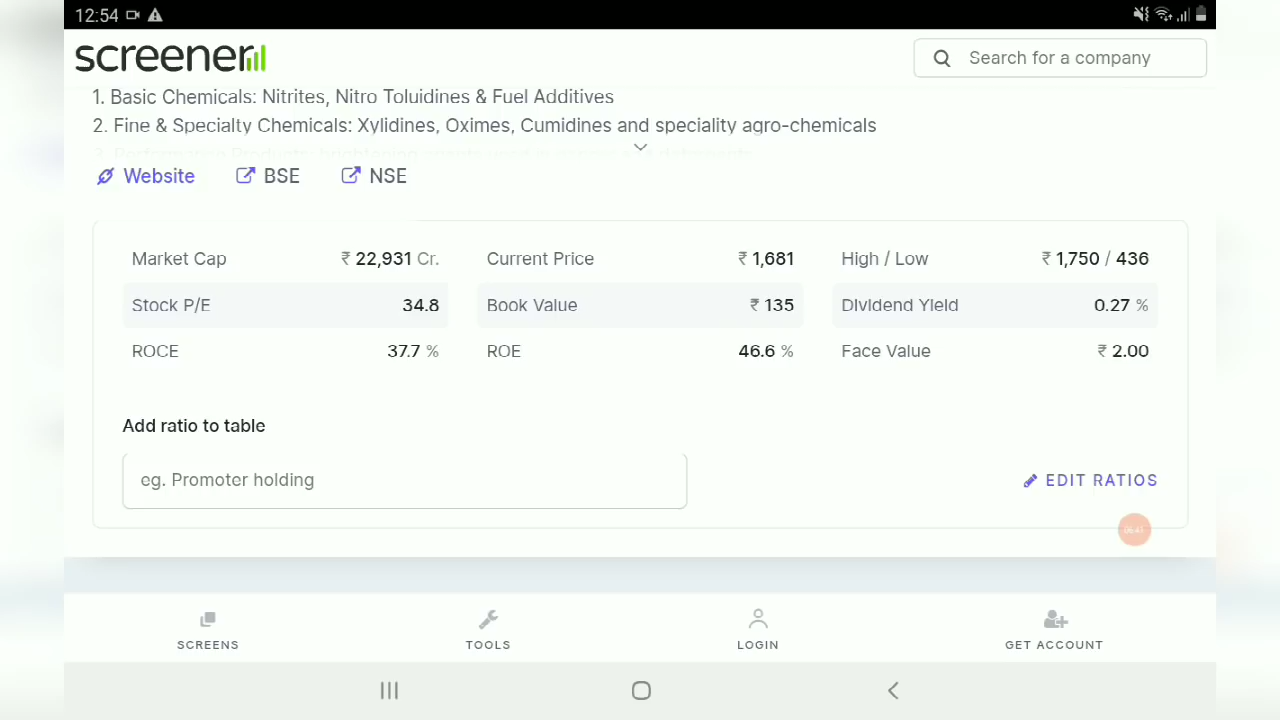 12:54
screener
Search for a company
1. Basic Chemicals: Nitrites, Nitro Toluidines & Fuel Additives
2. Fine & Specialty Chemicals: Xylidines, Oximes, Cumidines and speciality agro-chemicals
Website BSE NSE
Market Cap ₹ 22,931 Cr. Current Price ₹ 1,681 High / Low ₹ 1,750 / 436
Stock P/E 34.8 Book Value ₹ 135 Dividend Yield 0.27 %
ROCE 37.7 % ROE 46.6 % Face Value ₹ 2.00
Add ratio to table
eg. Promoter holding EDIT RATIOS
SCREENS TOOLS LOGIN GET ACCOUNT